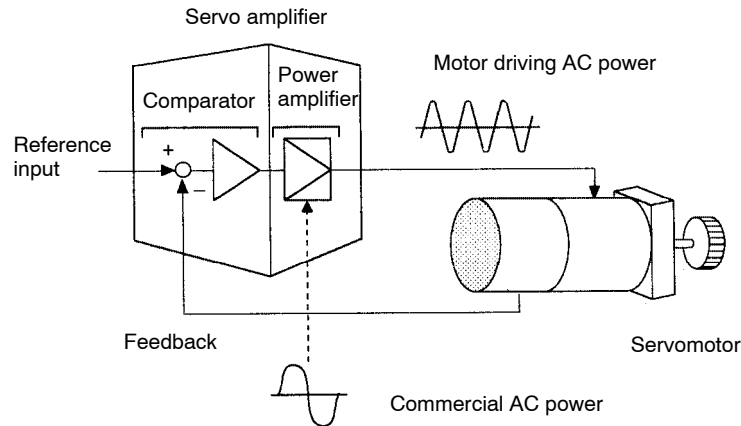 Servo amplifier
Power
amplifier
Comparator
Motor driving AC power
Reference
input
+
−
Feedback
Servomotor
Commercial AC power